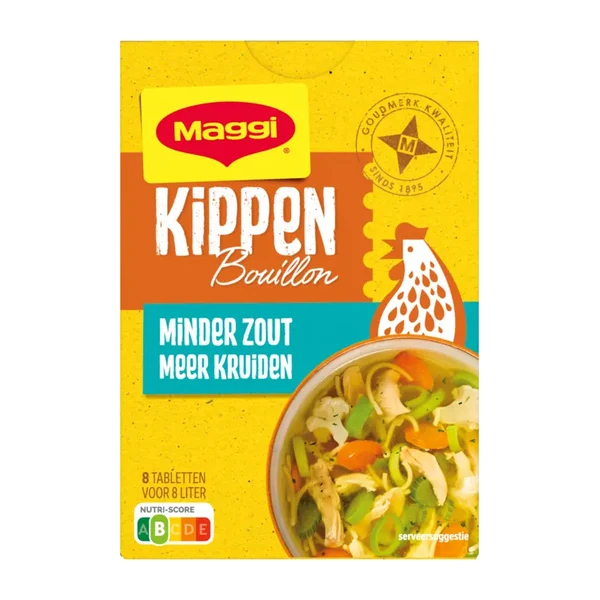 Maggi
®
GOUDMERK KWALITEIT
M
SINDS 1895
KIPPEN
Bouillon
MINDER ZOUT
MEER KRUIDEN
8 TABLETTEN
VOOR 8 LITER
NUTRI-SCORE
A B C D E
serveersuggestie